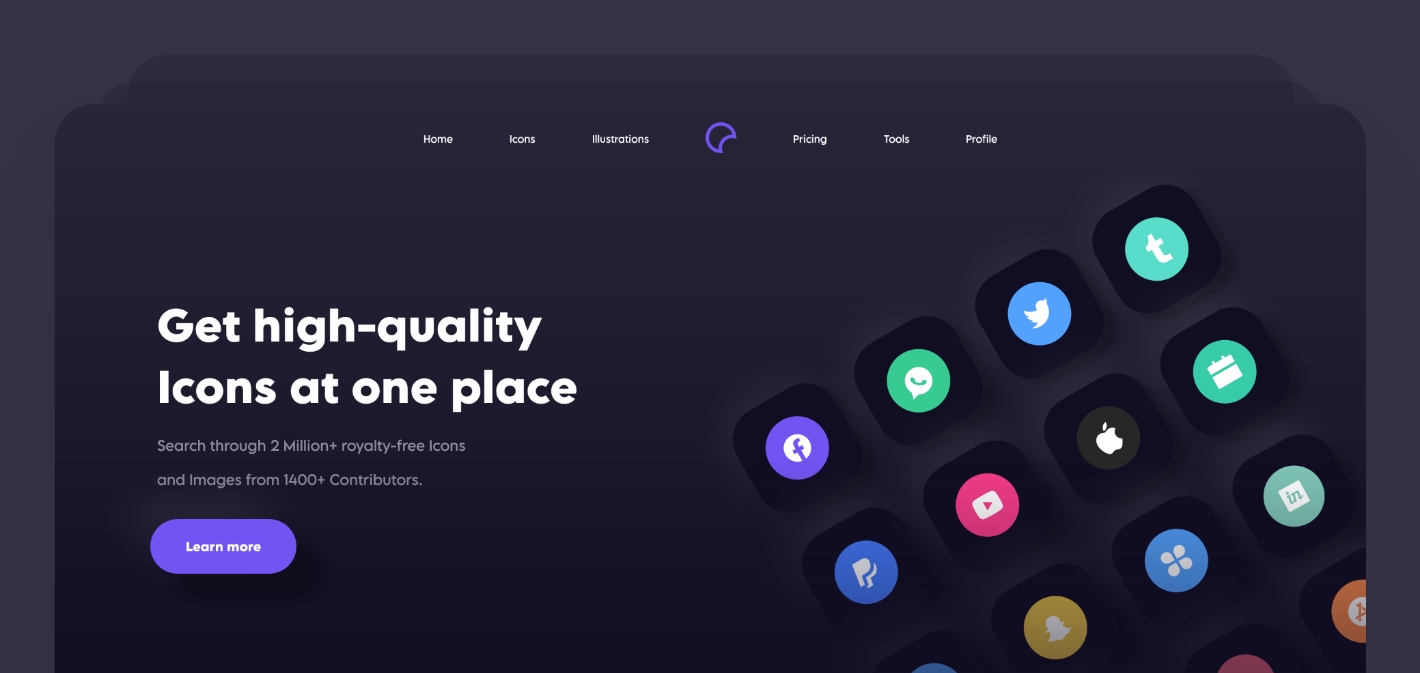 Home
Icons
Illustrations
Pricing
Tools
Profile
Get high-quality
Icons at one place
Search through 2 Million+ royalty-free Icons
and Images from 1400+ Contributors.
Learn more
t
f
in